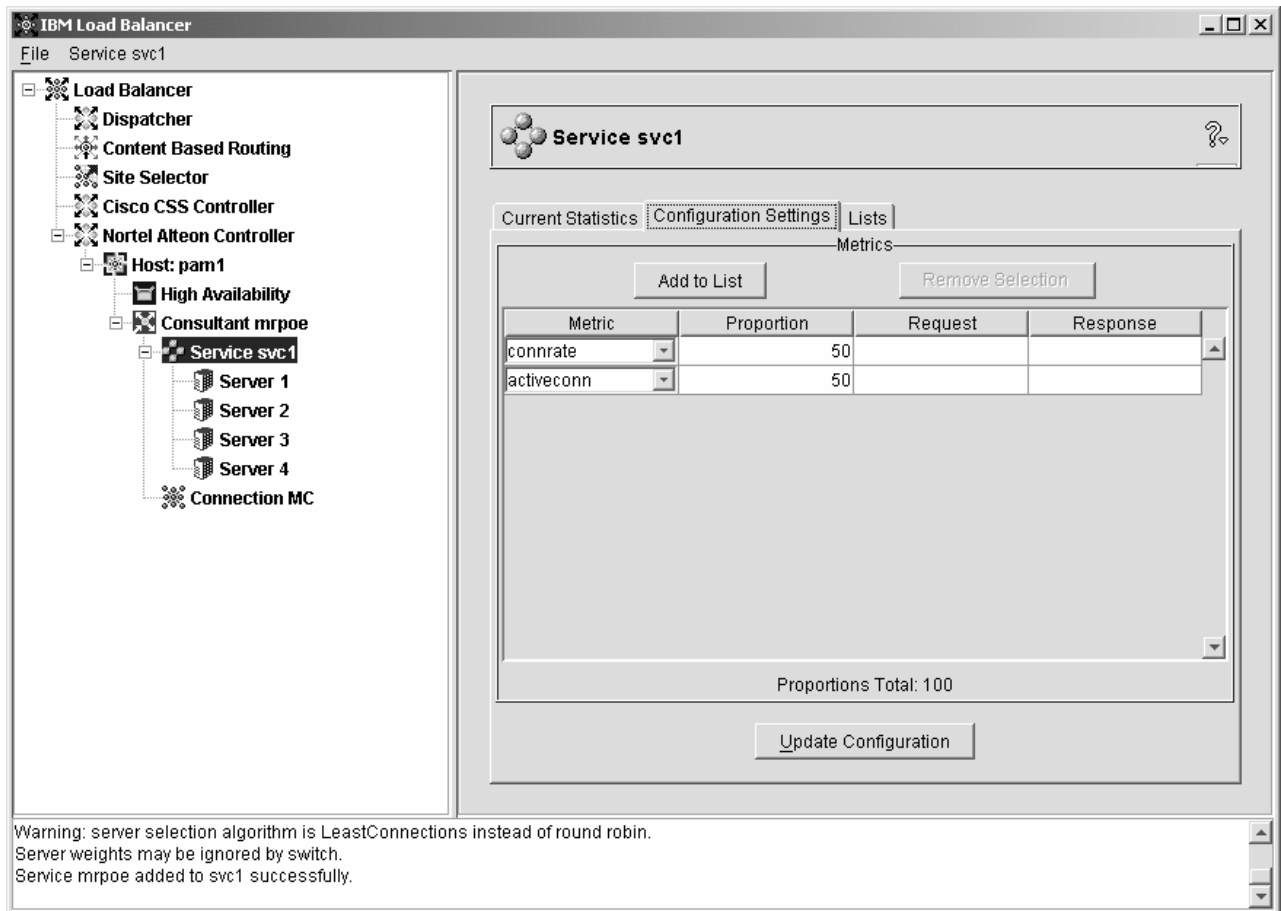 IBM Load Balancer
File Service svc1
Load Balancer
Dispatcher
Content Based Routing
Site Selector
Cisco CSS Controller
Nortel Alteon Controller
Host: pam1
High Availability
Consultant mrpoe
Service svc1
Server 1
Server 2
Server 3
Server 4
Connection MC
Service svc1
?
Current Statistics Configuration Settings Lists
Metrics
Add to List Remove Selection
Metric Proportion Request Response
connrate 50
activeconn 50
Proportions Total: 100
Update Configuration
Warning: server selection algorithm is LeastConnections instead of round robin.
Server weights may be ignored by switch.
Service mrpoe added to svc1 successfully.